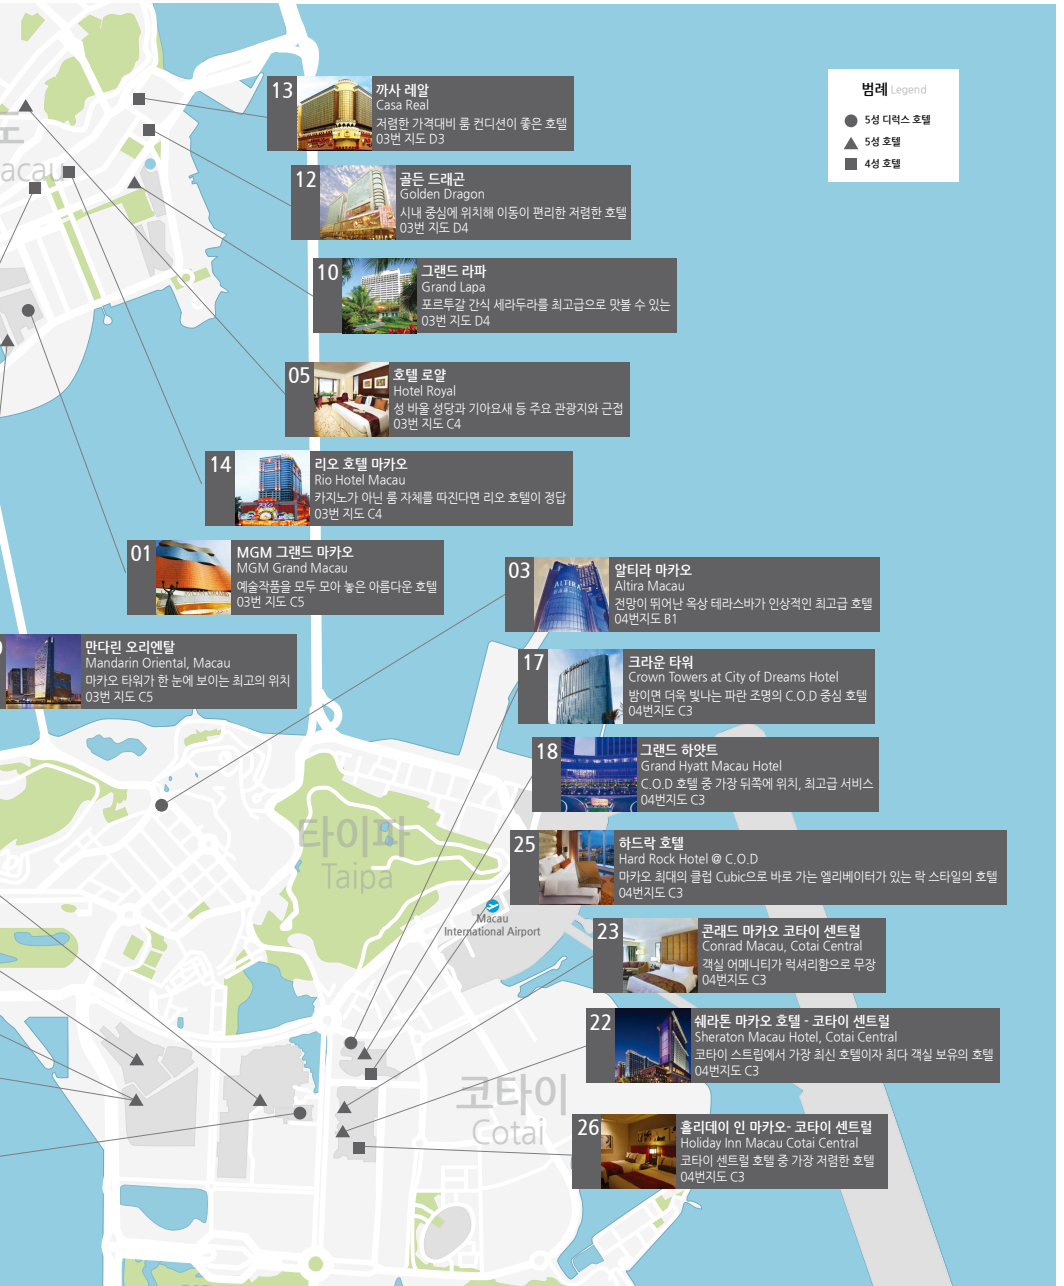 범례 Legend
5성 디럭스 호텔
5성 호텔
4성 호텔
도
acau
13
까사 레알
Casa Real
저렴한 가격대비 룸 컨디션이 좋은 호텔
03번 지도 D3
12
골든 드래곤
Golden Dragon
시내 중심에 위치해 이동이 편리한 저렴한 호텔
03번 지도 D4
10
그랜드 라파
Grand Lapa
포르투갈 간식 세라두라를 최고급으로 맛볼 수 있는
03번 지도 D4
05
호텔 로얄
Hotel Royal
성 바울 성당과 기아요새 등 주요 관광지와 근접
03번 지도 C4
14
리오 호텔 마카오
Rio Hotel Macau
카지노가 아닌 룸 자체를 따진다면 리오 호텔이 정답
03번 지도 C4
01
MGM 그랜드 마카오
MGM Grand Macau
예술작품을 모두 모아 놓은 아름다운 호텔
03번 지도 C5
03
알티라 마카오
Altira Macau
전망이 뛰어난 옥상 테라스바가 인상적인 최고급 호텔
04번지도 B1
만다린 오리엔탈
Mandarin Oriental, Macau
마카오 타워가 한 눈에 보이는 최고의 위치
03번 지도 C5
17
크라운 타워
Crown Towers at City of Dreams Hotel
밤이면 더욱 빛나는 파란 조명의 C.O.D 중심 호텔
04번지도 C3
18
그랜드 하얏트
Grand Hyatt Macau Hotel
C.O.D 호텔 중 가장 뒤쪽에 위치, 최고급 서비스
04번지도 C3
타이파
Taipa
25
하드락 호텔
Hard Rock Hotel @ C.O.D
마카오 최대의 클럽 Cubic으로 바로 가는 엘리베이터가 있는 락 스타일의 호텔
04번지도 C3
Macau
International Airport
23
콘래드 마카오 코타이 센트럴
Conrad Macau, Cotai Central
객실 어메니티가 럭셔리함으로 무장
04번지도 C3
22
쉐라톤 마카오 호텔 - 코타이 센트럴
Sheraton Macau Hotel, Cotai Central
코타이 스트립에서 가장 최신 호텔이자 최다 객실 보유의 호텔
04번지도 C3
코타이
Cotai
26
홀리데이 인 마카오- 코타이 센트럴
Holiday Inn Macau Cotai Central
코타이 센트럴 호텔 중 가장 저렴한 호텔
04번지도 C3